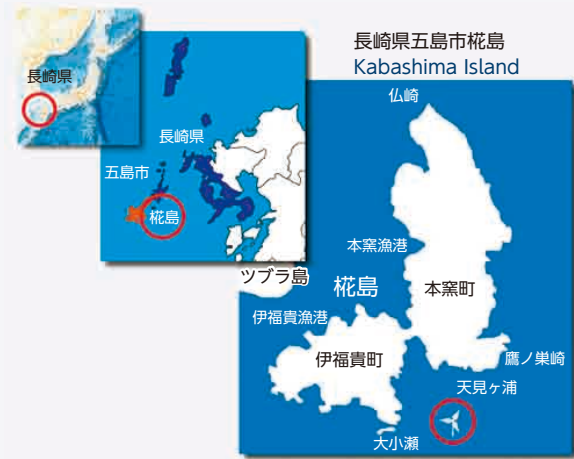 長崎県
長崎県
五島市
椛島
長崎県五島市椛島
Kabashima Island
仏崎
本窯漁港
ツブラ島
椛島
本窯町
伊福貴漁港
伊福貴町
鷹ノ巣崎
天見ヶ浦
大小瀬